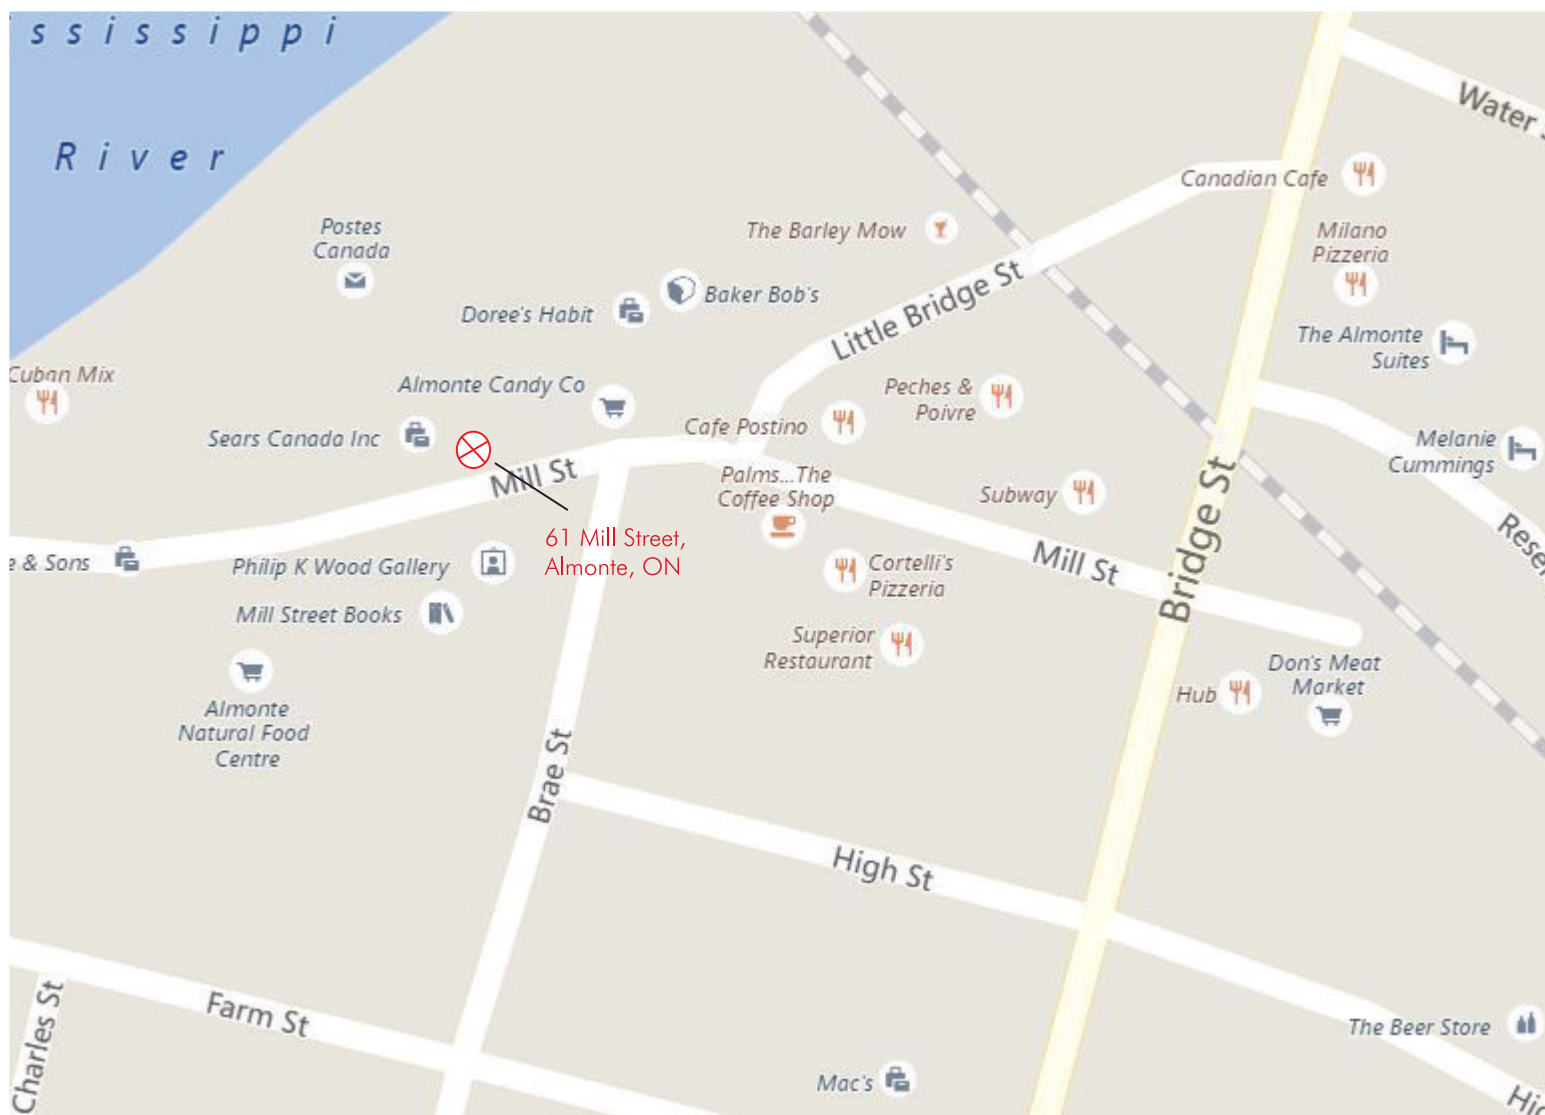 ssissippi
River
Water
Canadian Cafe
Postes
Canada
The Barley Mow
Milano
Pizzeria
Baker Bob's
Doree's Habit
Little Bridge St
The Almonte
Suites
Cuban Mix
Almonte Candy Co
Peches &
Poivre
Cafe Postino
Sears Canada Inc
Melanie
Cummings
Mill St
Palms...The
Coffee Shop
Subway
Bridge St
Reser
61 Mill Street,
Almonte, ON
e & Sons
Philip K Wood Gallery
Mill St
Cortelli's
Pizzeria
Mill Street Books
Superior
Restaurant
Don's Meat
Market
Hub
Almonte
Natural Food
Centre
Brae St
High St
Farm St
Charles St
The Beer Store
Mac's
Hig